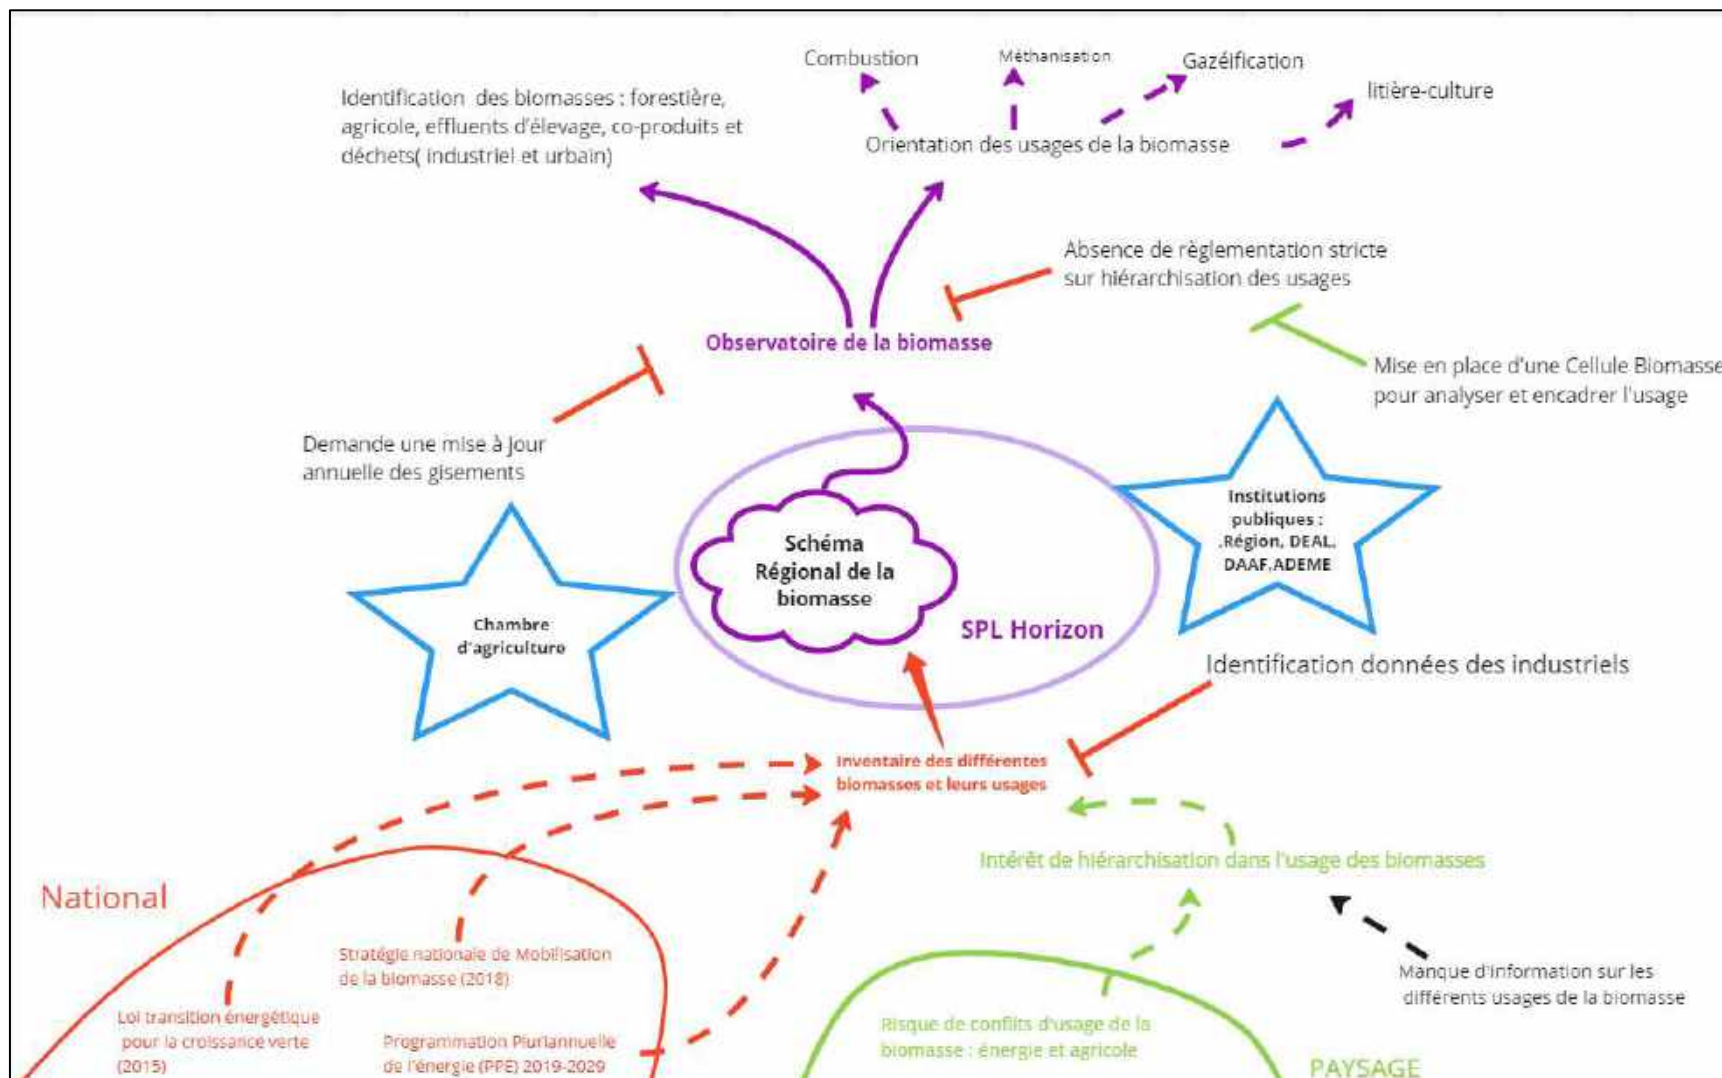 Combustion
Méthanisation
Gazéification
litière-culture
Identification des biomasses : forestière,
agricole, effluents d'élevage, co-produits et
déchets( industriel et urbain)
Orientation des usages de la biomasse
Absence de règlementation stricte
sur hiérarchisation des usages
Observatoire de la biomasse
Mise en place d'une Cellule Biomasse
pour analyser et encadrer l'usage
Demande une mise à jour
annuelle des gisements
Institutions
publiques :
.Région, DEAL,
DAAF,ADEME
Schéma
Régional de la
biomasse
SPL Horizon
Chambre
d'agriculture
Identification données des industriels
Inventaire des différentes
biomasses et leurs usages
Intérêt de hiérarchisation dans l'usage des biomasses
National
Stratégie nationale de Mobilisation
de la biomasse (2018)
Manque d'information sur les
différents usages de la biomasse
Loi transition énergétique
pour la croissance verte
(2015)
Programmation Pluriannuelle
de l'énergie (PPE) 2019-2029
Risque de conflits d'usage de la
biomasse : énergie et agricole
PAYSAGE